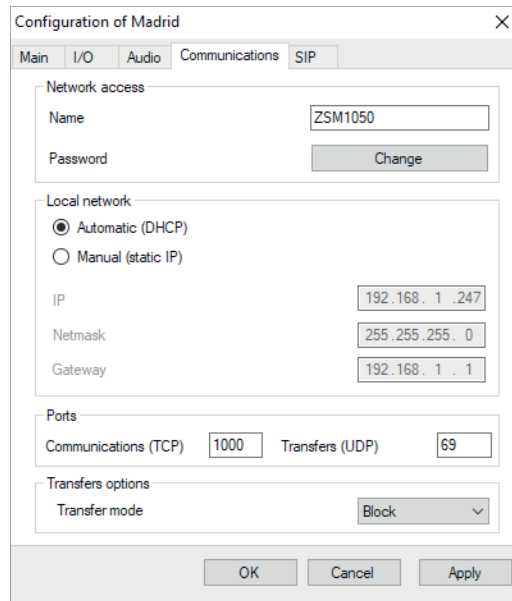 Configuration of Madrid
Main I/O Audio Communications SIP
Network access
Name ZSM1050
Password Change
Local network
Automatic (DHCP)
Manual (static IP)
IP 192.168. 1 .247
Netmask 255.255.255. 0
Gateway 192.168. 1 . 1
Ports
Communications (TCP) 1000 Transfers (UDP) 69
Transfers options
Transfer mode Block
OK Cancel Apply